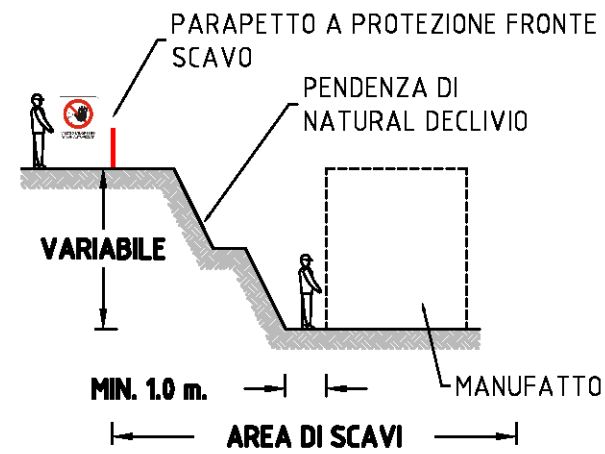 PARAPETTO A PROTEZIONE FRONTE
SCAVO
PENDENZA DI
NATURAL DECLIVIO
VARIABILE
MIN. 1.0 m.
MANUFATTO
AREA DI SCAVI